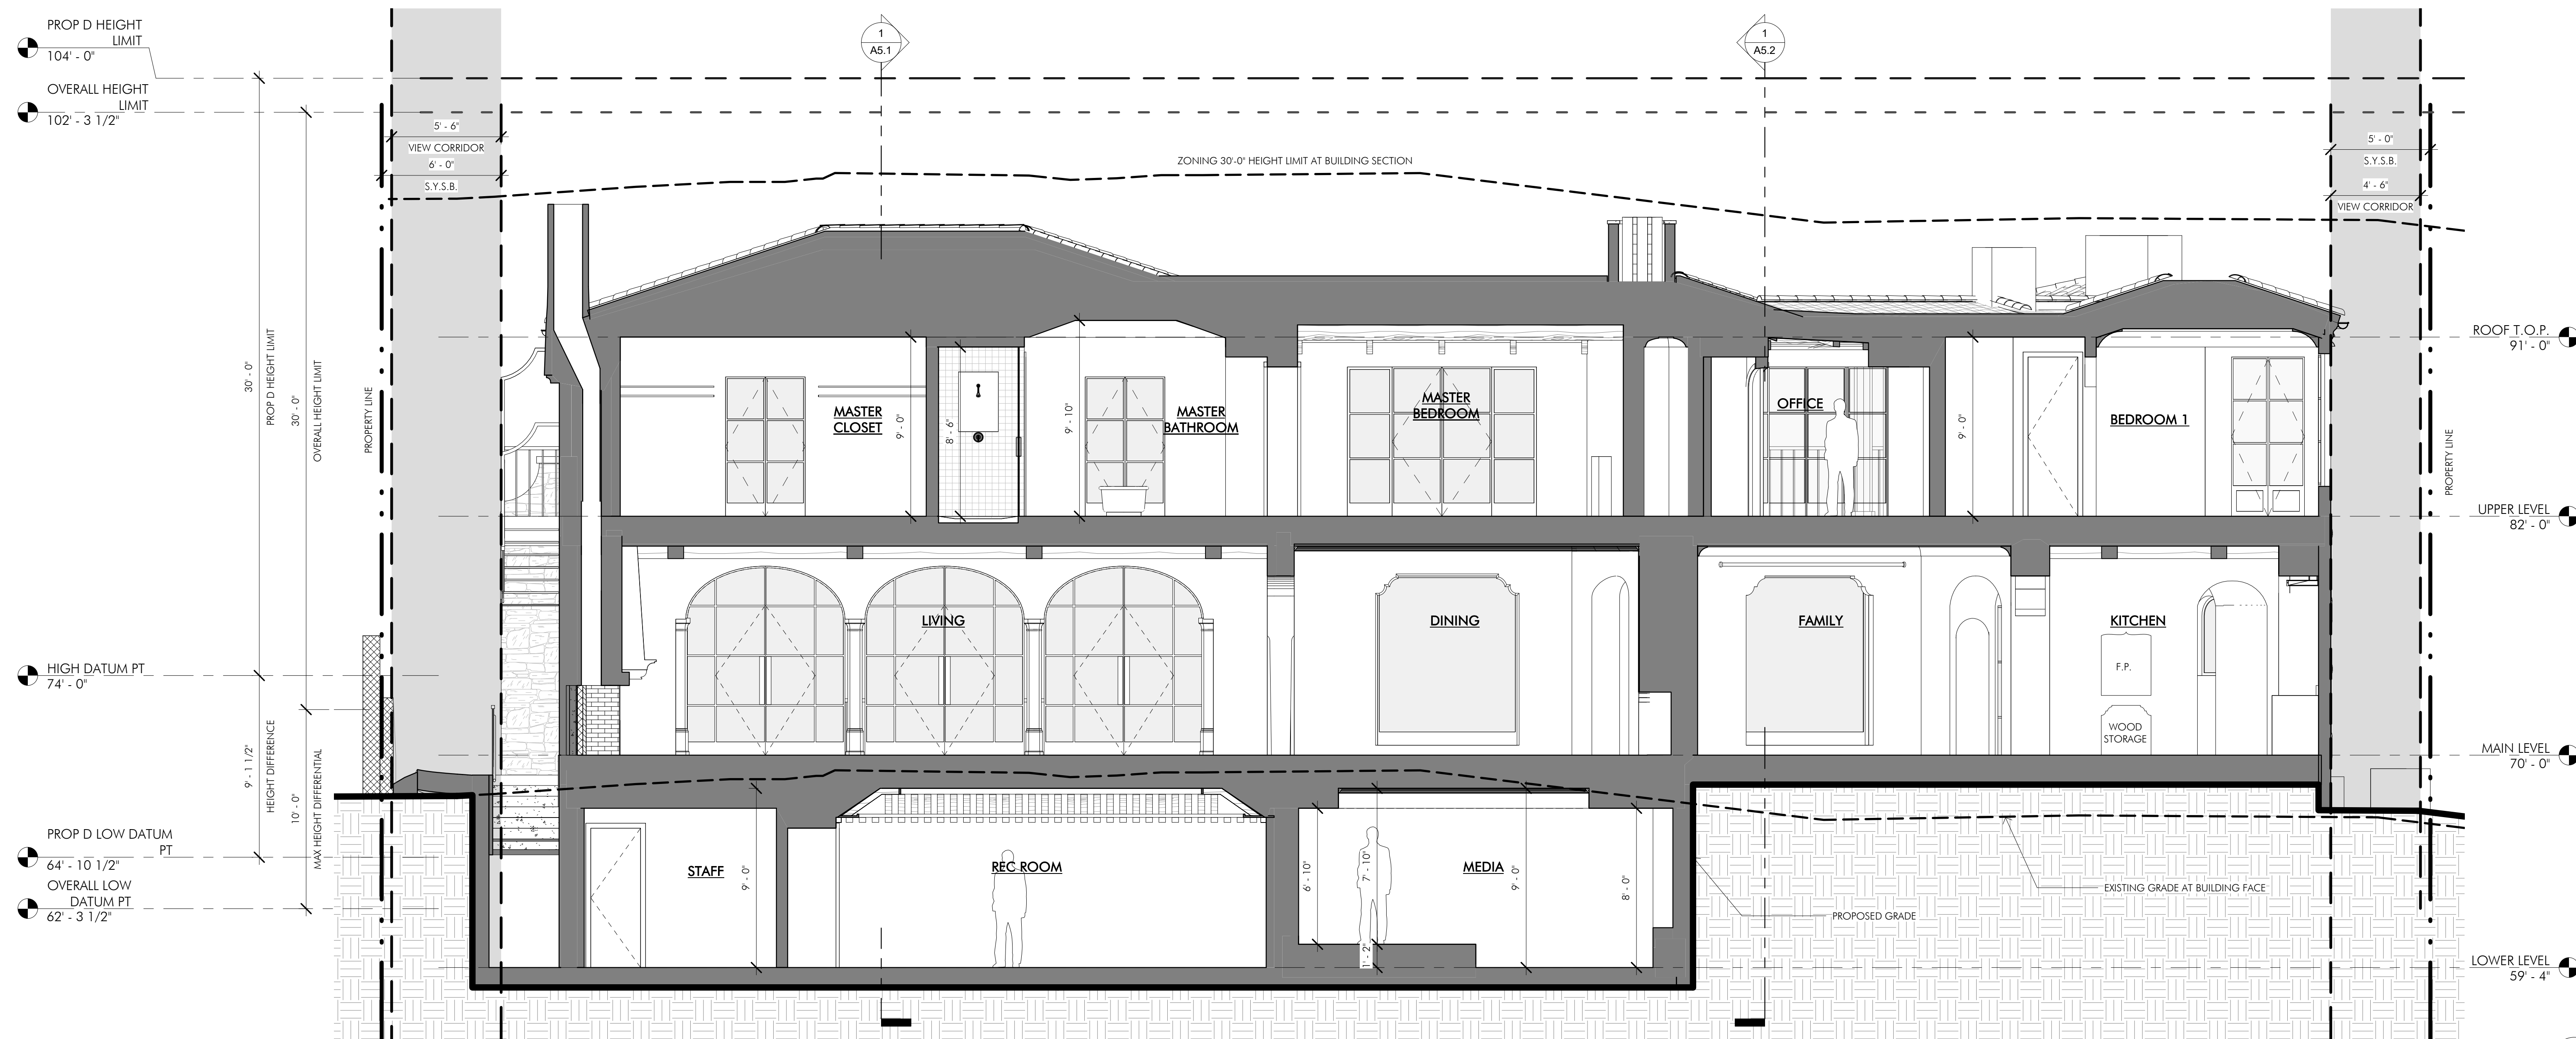 PROP D HEIGHT
LIMIT
104' - 0"
OVERALL HEIGHT
LIMIT
102' - 3 1/2"
1
A5.1
1
A5.2
5' - 6"
VIEW CORRIDOR
6' - 0"
S.Y.S.B.
ZONING 30'-0" HEIGHT LIMIT AT BUILDING SECTION
5' - 0"
S.Y.S.B.
4' - 6"
VIEW CORRIDOR
30' - 0"
PROP D HEIGHT LIMIT
30' - 0"
OVERALL HEIGHT LIMIT
PROPERTY LINE
MASTER
CLOSET
9' - 0"
8' - 6"
9' - 10"
MASTER
BATHROOM
MASTER
BEDROOM
OFFICE
9' - 0"
BEDROOM 1
PROPERTY LINE
ROOF T.O.P.
91' - 0"
UPPER LEVEL
82' - 0"
LIVING
DINING
FAMILY
KITCHEN
F.P.
WOOD
STORAGE
HIGH DATUM PT
74' - 0"
9' - 1 1/2"
HEIGHT DIFFERENCE
10' - 0"
MAX HEIGHT DIFFERENTIAL
MAIN LEVEL
70' - 0"
PROP D LOW DATUM
PT
64' - 10 1/2"
OVERALL LOW
DATUM PT
62' - 3 1/2"
STAFF
9' - 0"
REC ROOM
6' - 10"
7' - 10"
1' - 2"
MEDIA
9' - 0"
8' - 0"
EXISTING GRADE AT BUILDING FACE
PROPOSED GRADE
LOWER LEVEL
59' - 4"